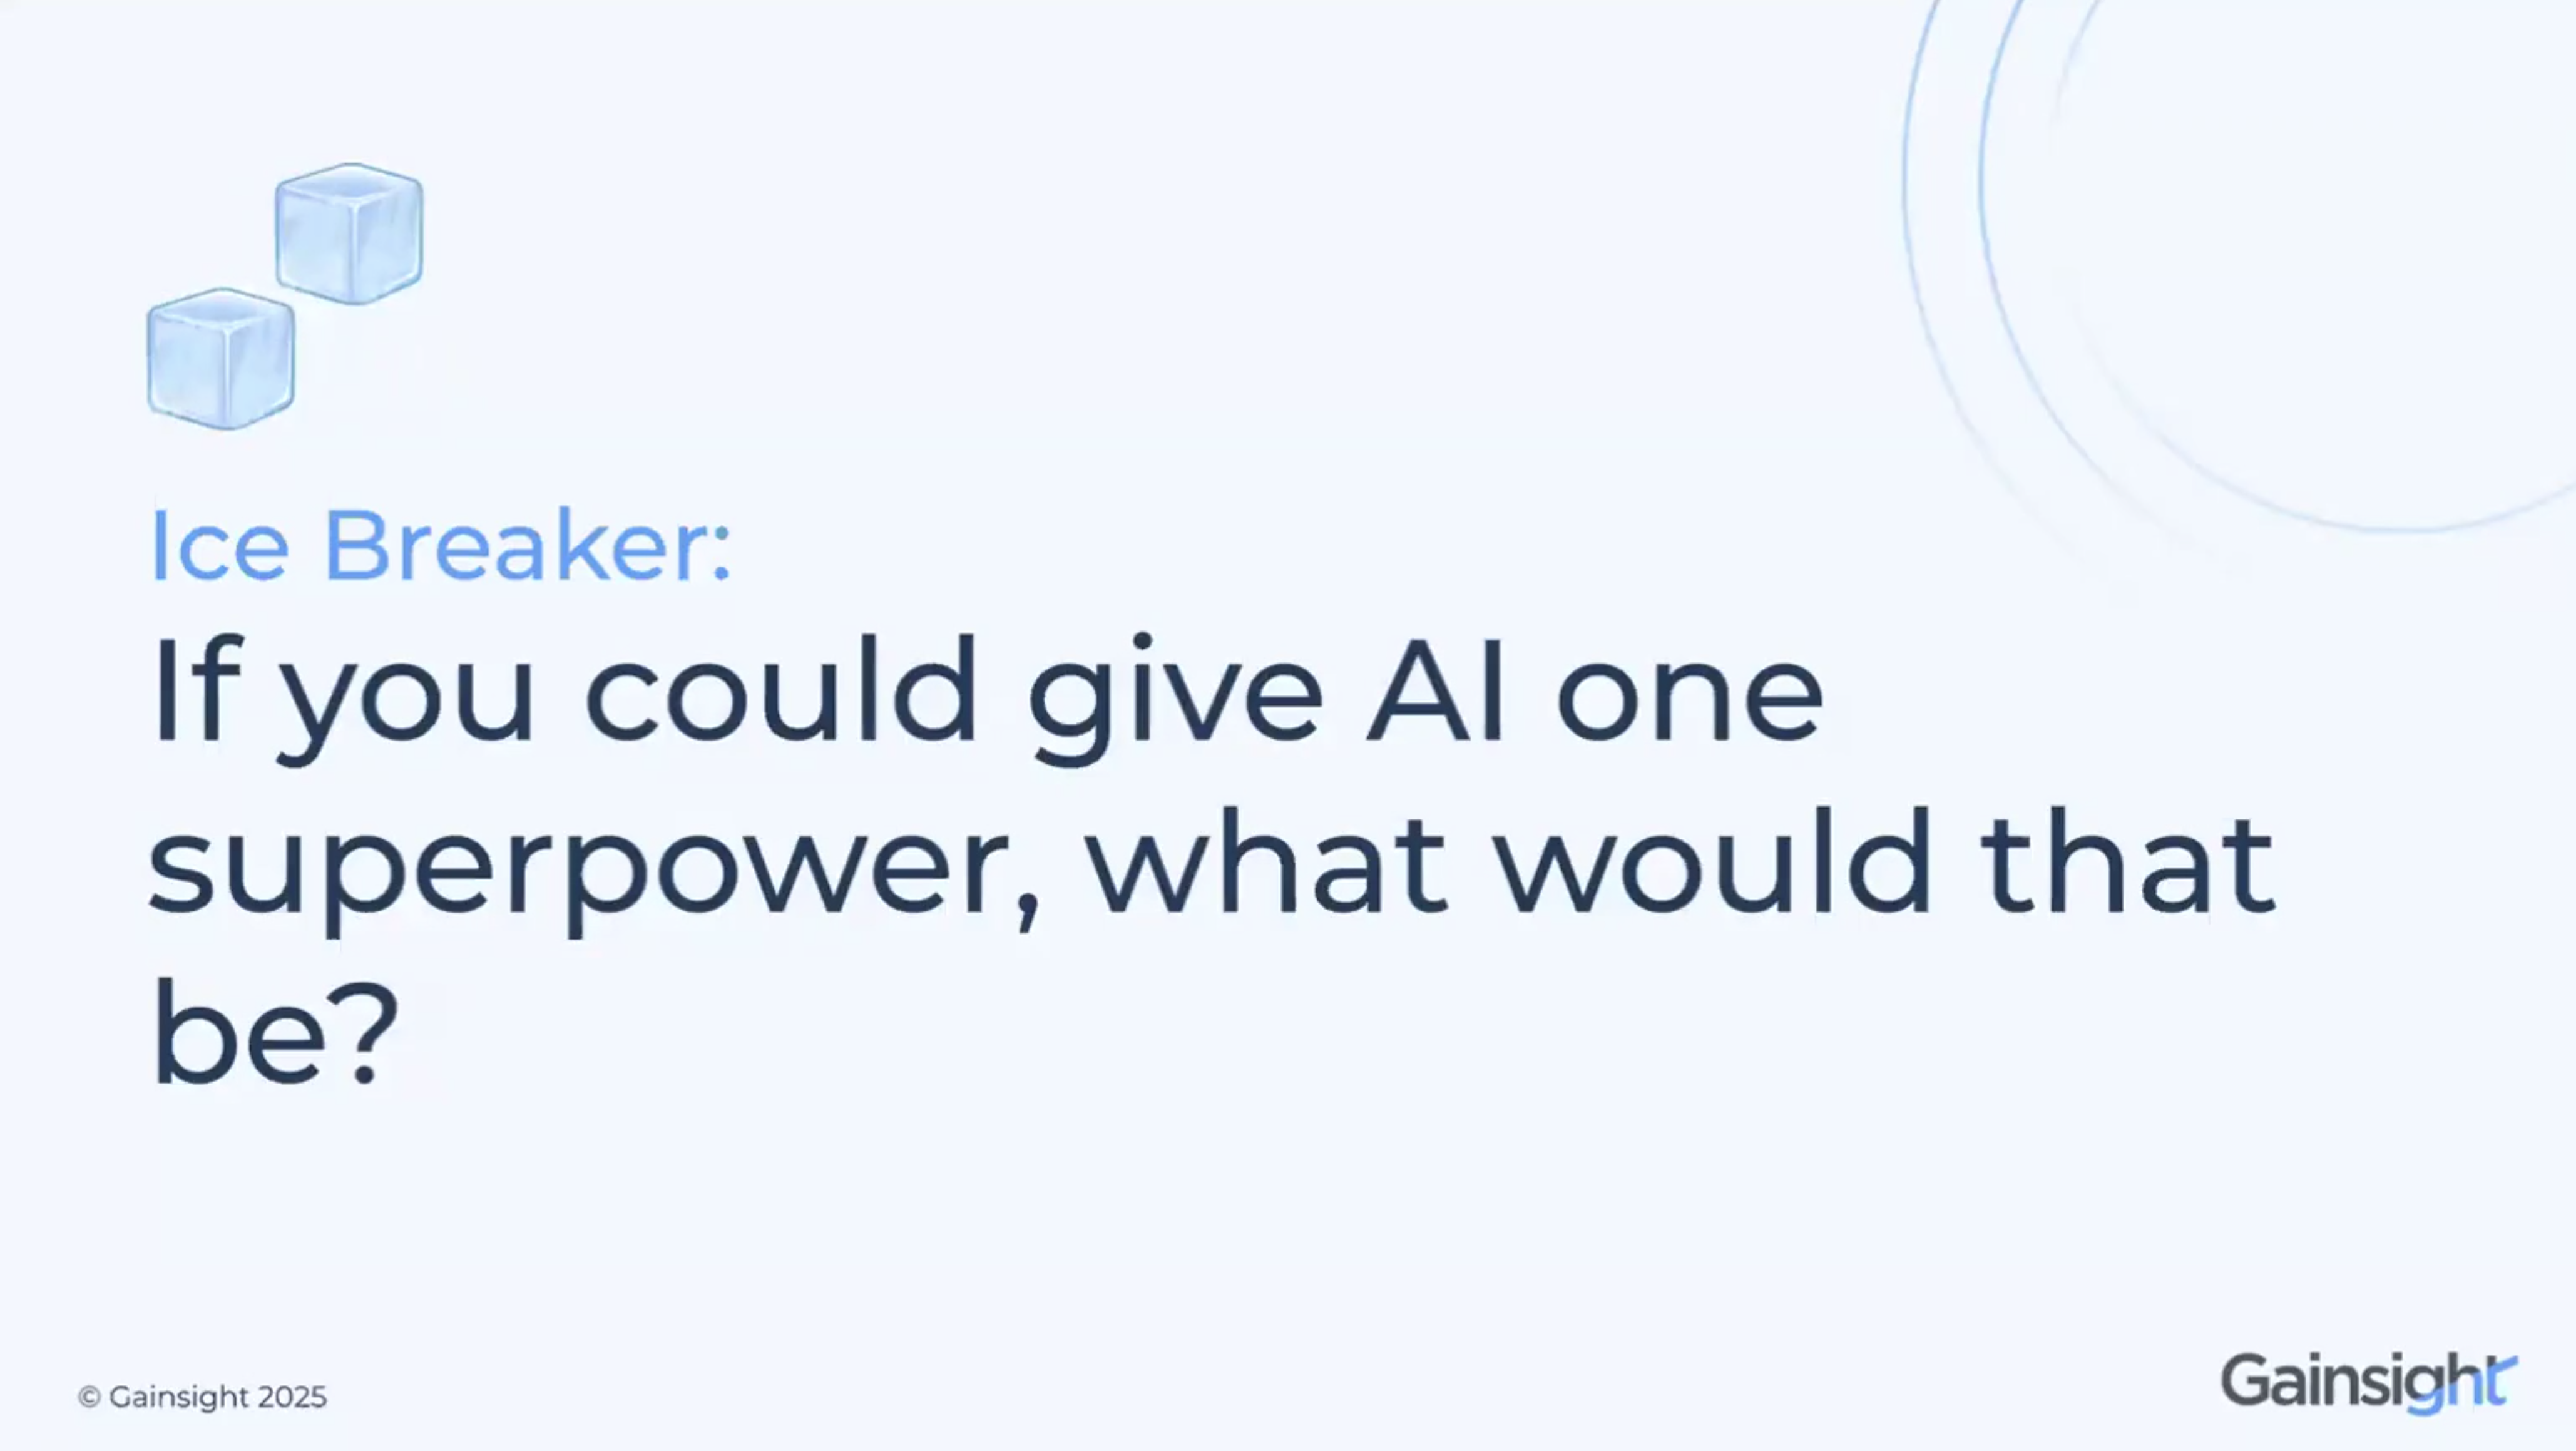 Ice Breaker:
If you could give AI one
superpower, what would that
be?
© Gainsight 2025
Gainsight